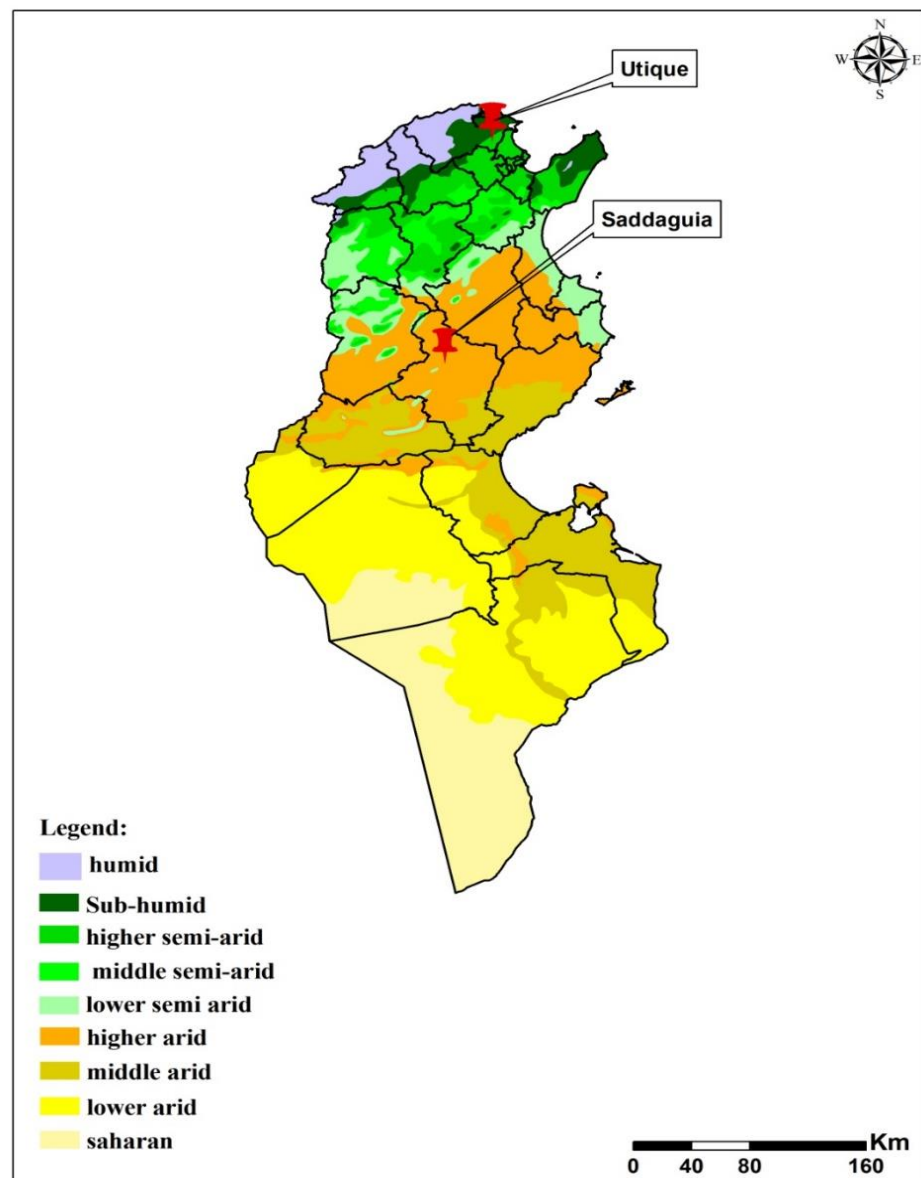 N
W E
S
Utique
Saddaguia
Legend:
humid
Sub-humid
higher semi-arid
middle semi-arid
lower semi arid
higher arid
middle arid
lower arid
saharan
Km
0 40 80 160